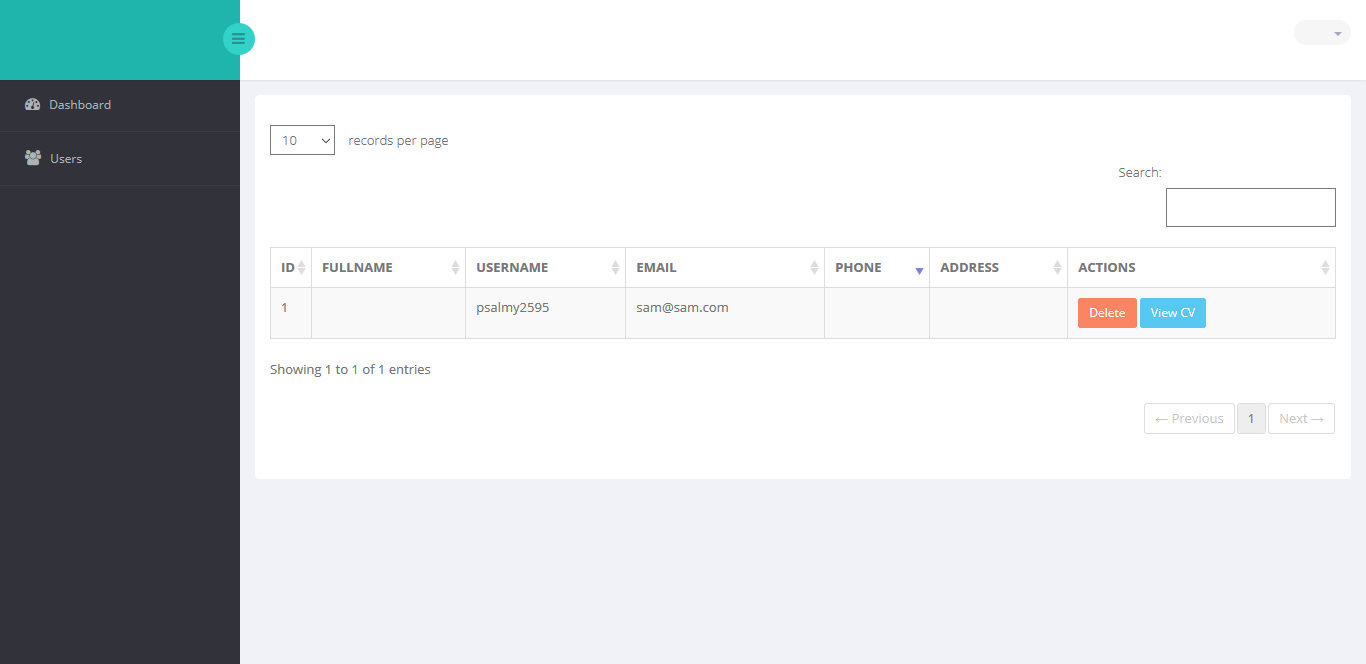 Dashboard
Users
10 records per page
Search:
ID FULLNAME USERNAME EMAIL PHONE ADDRESS ACTIONS
1 psalmy2595 sam@sam.com Delete View CV
Showing 1 to 1 of 1 entries
← Previous 1 Next →